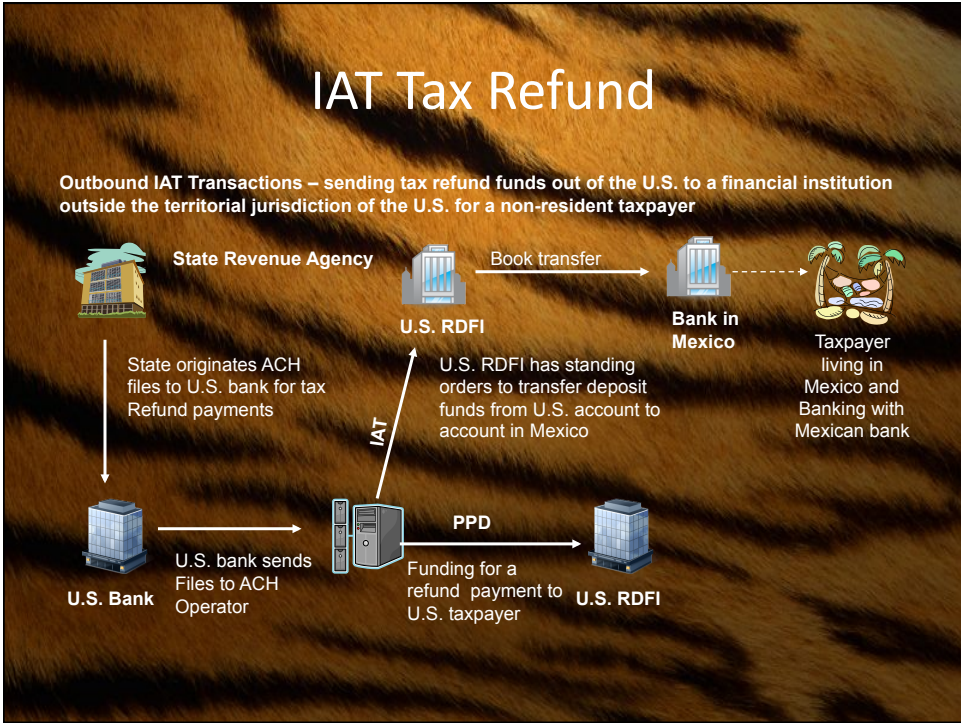 IAT Tax Refund
Outbound IAT Transactions – sending tax refund funds out of the U.S. to a financial institution
outside the territorial jurisdiction of the U.S. for a non-resident taxpayer
State Revenue Agency
Book transfer
U.S. RDFI
Bank in
Mexico
Taxpayer
living in
Mexico and
Banking with
Mexican bank
State originates ACH
files to U.S. bank for tax
Refund payments
U.S. RDFI has standing
orders to transfer deposit
funds from U.S. account to
account in Mexico
IAT
PPD
U.S. bank sends
Files to ACH
Operator
Funding for a
refund payment to
U.S. taxpayer
U.S. Bank
U.S. RDFI